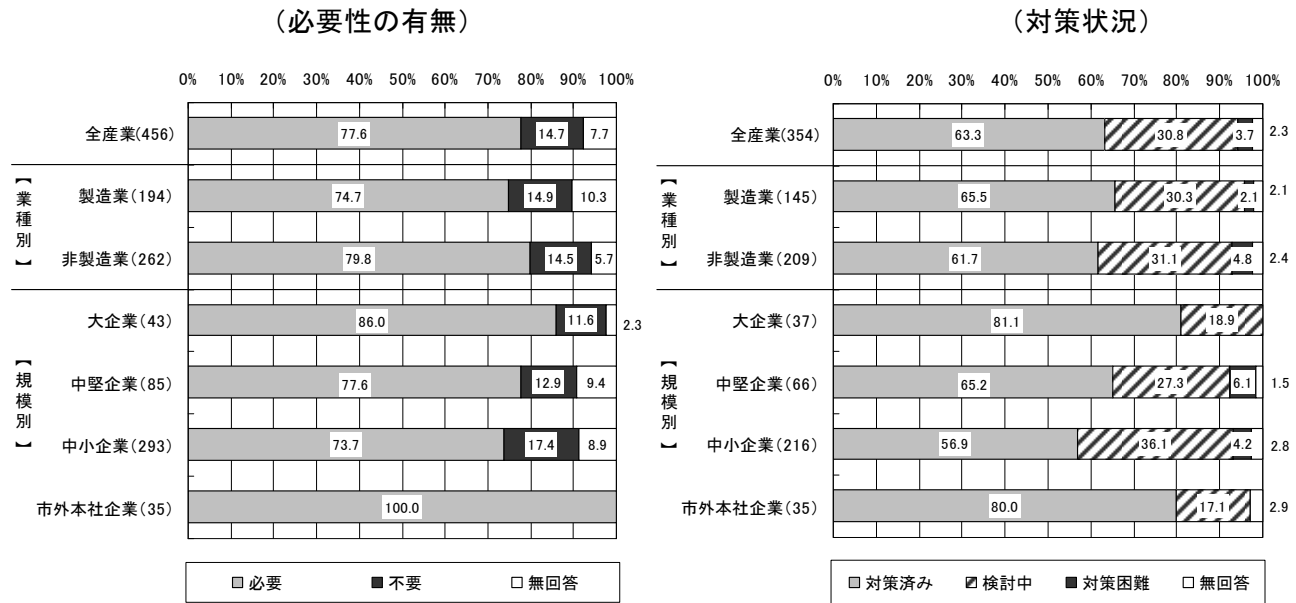 （必要性の有無）
0% 10% 20% 30% 40% 50% 60% 70% 80% 90% 100%
全産業(456) 77.6 14.7 7.7
【業種別】
製造業(194) 74.7 14.9 10.3
非製造業(262) 79.8 14.5 5.7
【規模別】
大企業(43) 86.0 11.6 2.3
中堅企業(85) 77.6 12.9 9.4
中小企業(293) 73.7 17.4 8.9
市外本社企業(35) 100.0
必要 不要 無回答
（対策状況）
0% 10% 20% 30% 40% 50% 60% 70% 80% 90% 100%
全産業(354) 63.3 30.8 3.7 2.3
【業種別】
製造業(145) 65.5 30.3 2.1 2.1
非製造業(209) 61.7 31.1 4.8 2.4
【規模別】
大企業(37) 81.1 18.9
中堅企業(66) 65.2 27.3 6.1 1.5
中小企業(216) 56.9 36.1 4.2 2.8
市外本社企業(35) 80.0 17.1 2.9
対策済み 検討中 対策困難 無回答